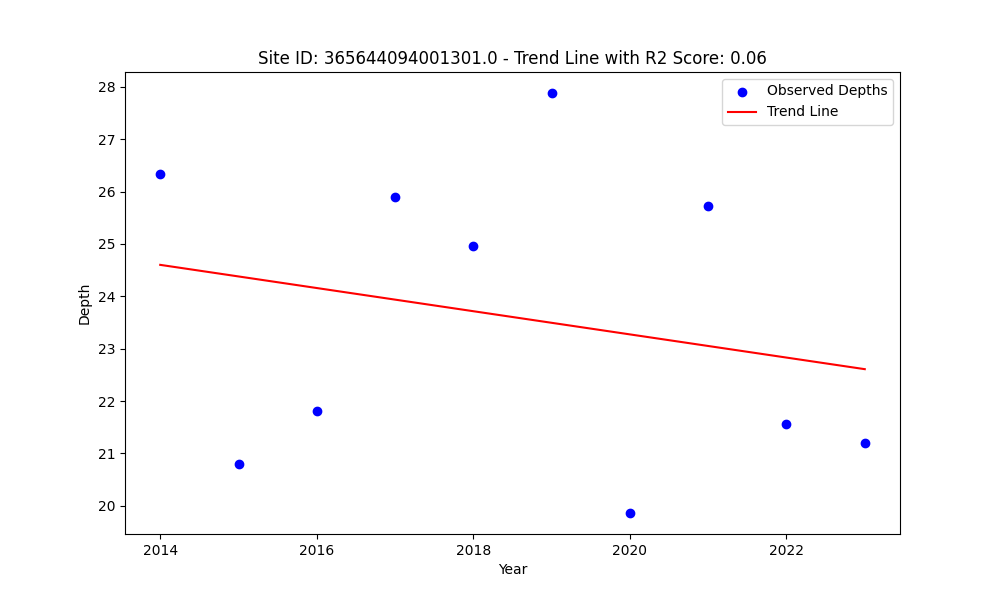 Site ID: 365644094001301.0 - Trend Line with R2 Score: 0.06
Observed Depths
Trend Line
28
27
26
25
24
23
22
21
20
Depth
2014
2016
2018
2020
2022
Year